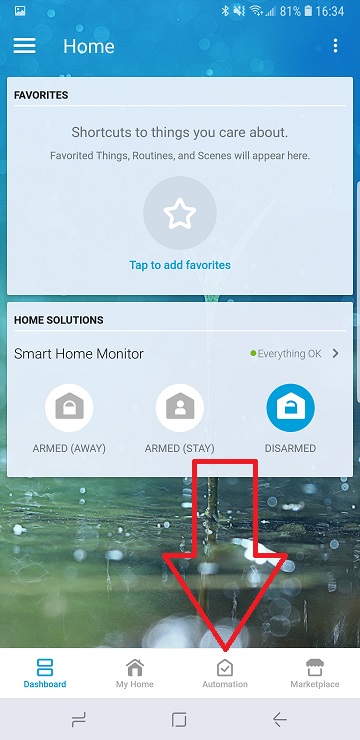 81% 16:34
Home
FAVORITES
Shortcuts to things you care about.
Favorited Things, Routines, and Scenes will appear here.
Tap to add favorites
HOME SOLUTIONS
Smart Home Monitor
Everything OK
ARMED (AWAY) ARMED (STAY) DISARMED
Dashboard My Home Automation Marketplace